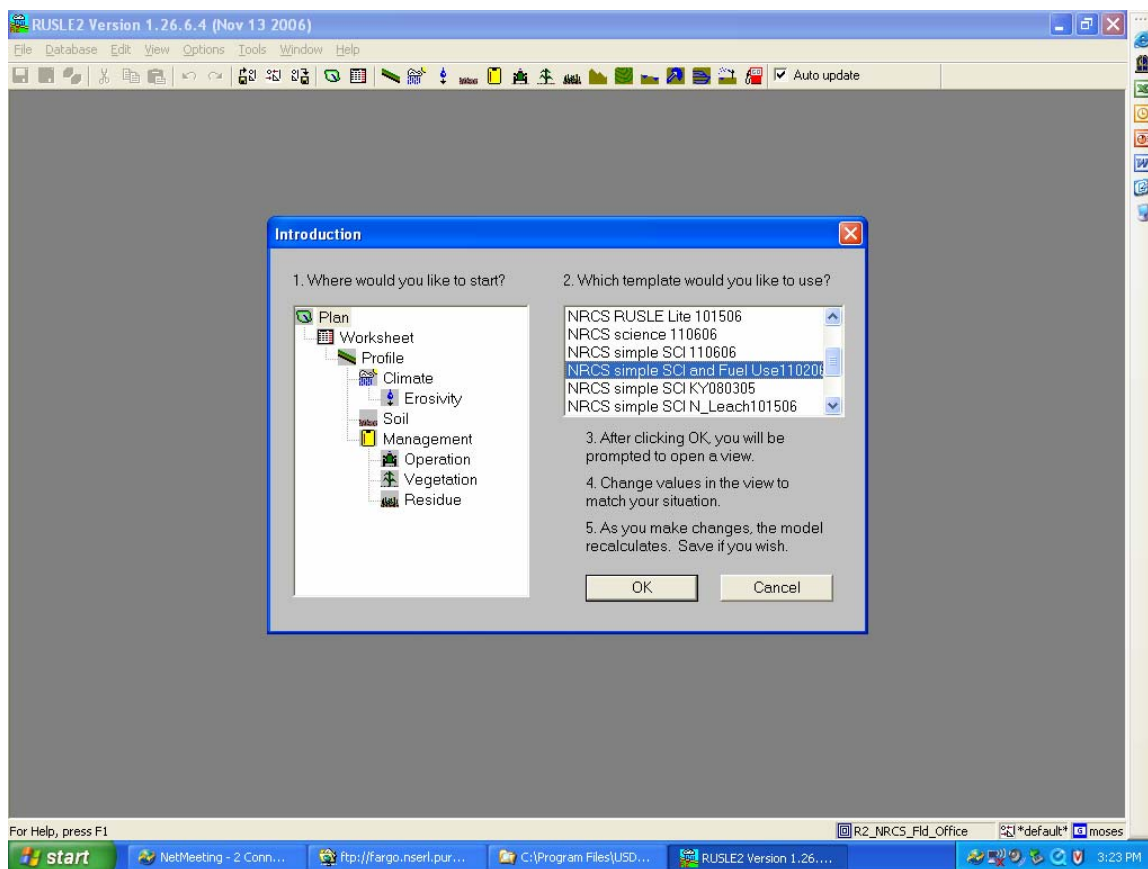 RUSLE2 Version 1.26.6.4 (Nov 13 2006)
File Database Edit View Options Tools Window Help
Auto update
Introduction
1. Where would you like to start?
Plan
Worksheet
Profile
Climate
Erosivity
Soil
Management
Operation
Vegetation
Residue
2. Which template would you like to use?
NRCS RUSLE Lite 101506
NRCS science 110606
NRCS simple SCI 110606
NRCS simple SCI and Fuel Use110206
NRCS simple SCI KY080305
NRCS simple SCI N_Leach101506
3. After clicking OK, you will be
prompted to open a view.
4. Change values in the view to
match your situation.
5. As you make changes, the model
recalculates. Save if you wish.
OK Cancel
For Help, press F1
R2_NRCS_Fld_Office *default* moses
start NetMeeting - 2 Conn... ftp://fargo.nserl.pur... C:\Program Files\USD... RUSLE2 Version 1.26.... 3:23 PM